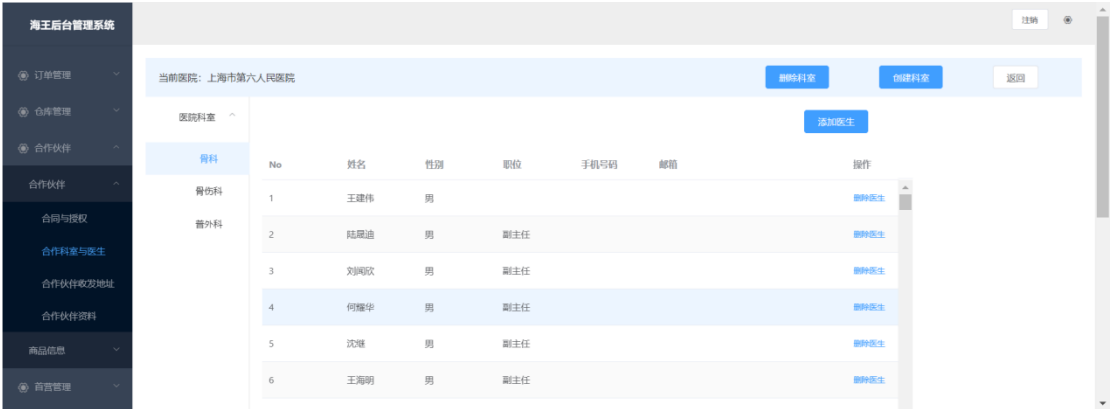 海王后台管理系统
注销
订单管理
仓库管理
合作伙伴
合作伙伴
合同与授权
合作科室与医生
合作伙伴收发地址
合作伙伴资料
商品信息
首营管理
当前医院：上海市第六人民医院
删除科室
创建科室
返回
医院科室
骨科
骨伤科
普外科
添加医生
No 姓名 性别 职位 手机号码 邮箱 操作
1 王建伟 男 删除医生
2 陆晟迪 男 副主任 删除医生
3 刘闻欣 男 副主任 删除医生
4 何耀华 男 副主任 删除医生
5 沈继 男 副主任 删除医生
6 王海明 男 副主任 删除医生